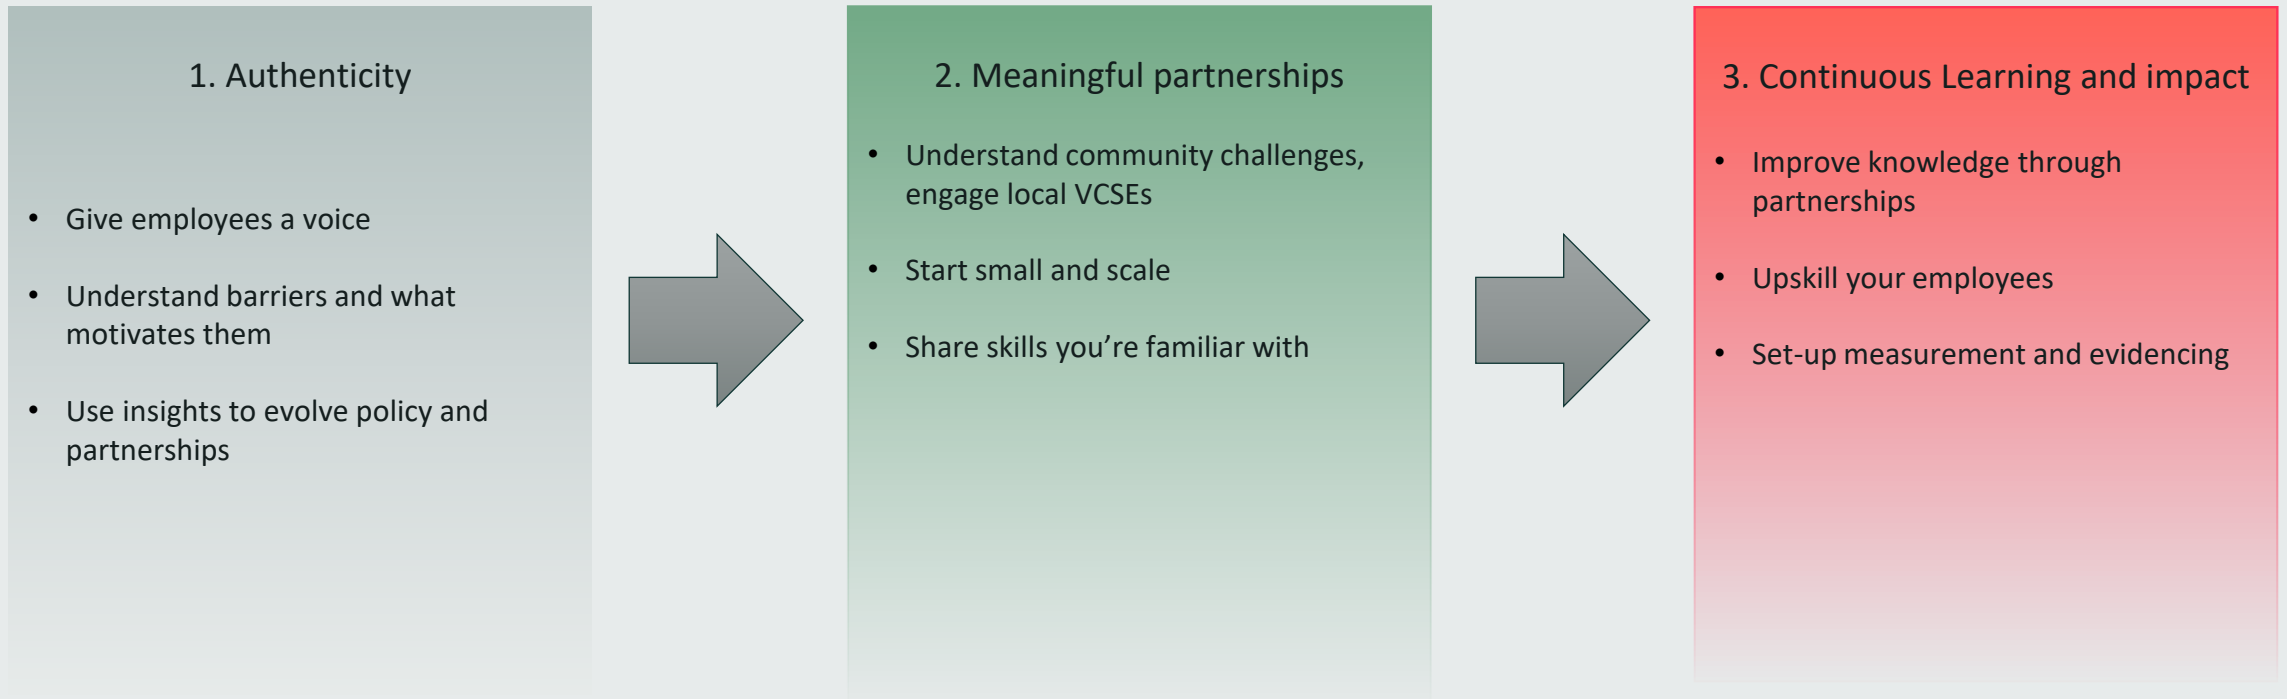 1. Authenticity
• Give employees a voice
• Understand barriers and what
motivates them
• Use insights to evolve policy and
partnerships
2. Meaningful partnerships
• Understand community challenges,
engage local VCSEs
• Start small and scale
• Share skills you’re familiar with
3. Continuous Learning and impact
• Improve knowledge through
partnerships
• Upskill your employees
• Set-up measurement and evidencing